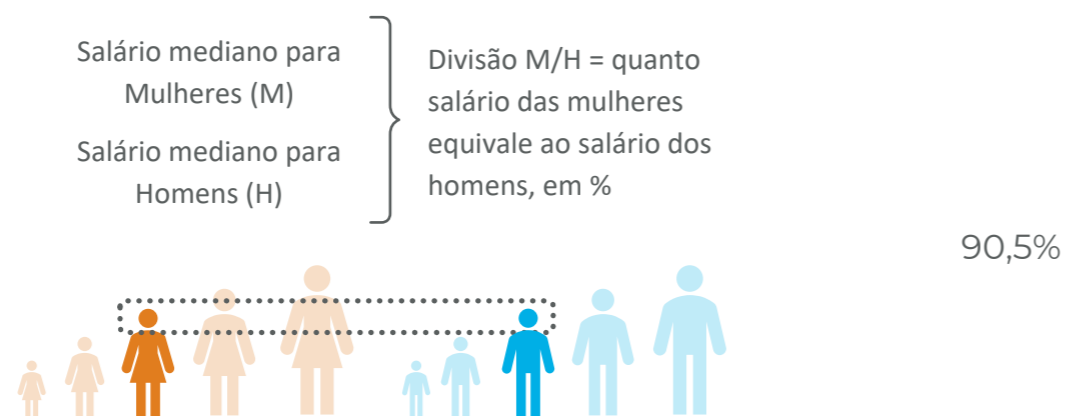 Salário mediano para
Mulheres (M)
Salário mediano para
Homens (H)
Divisão M/H = quanto
salário das mulheres
equivale ao salário dos
homens, em %
90,5%